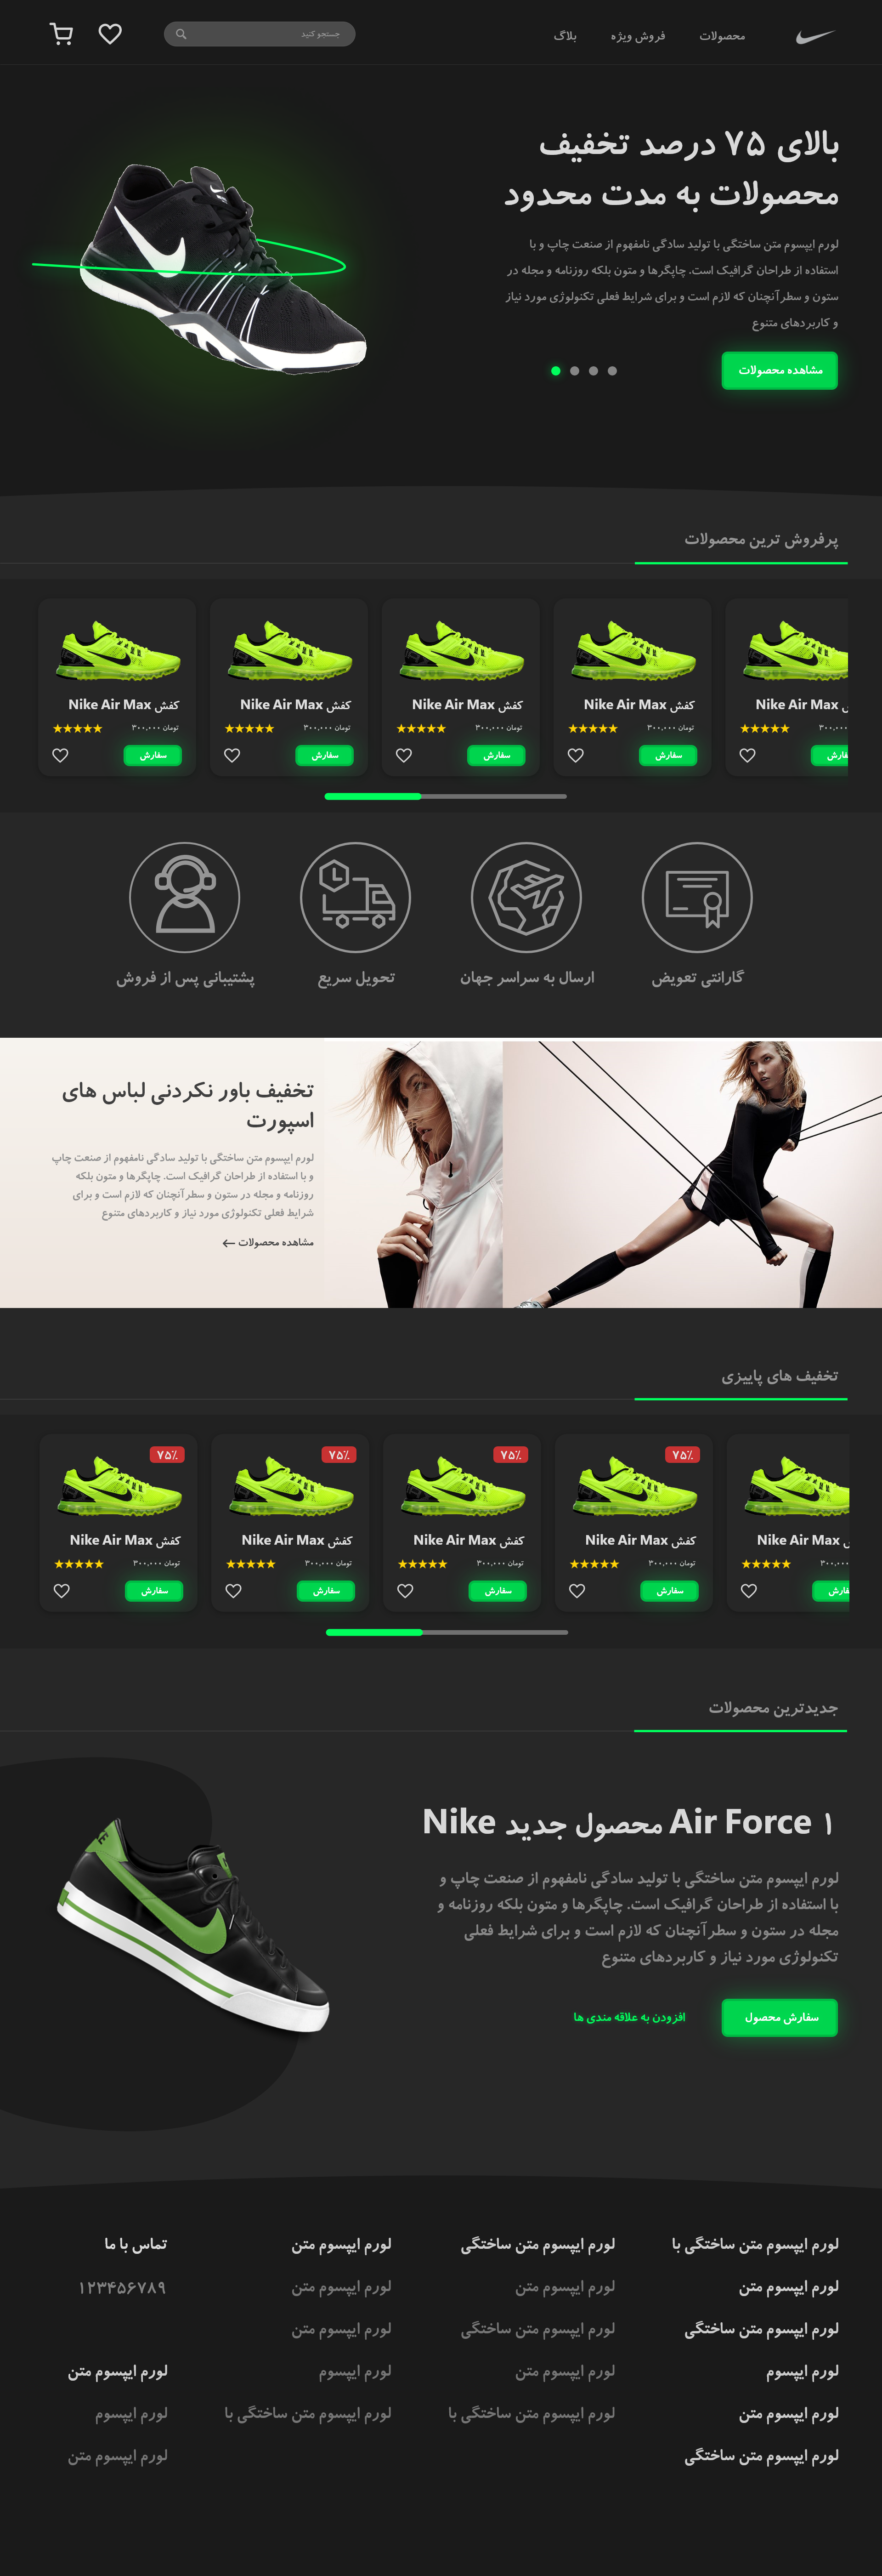 محصولات
فروش ویژه
بلاگ
جستجو کنید
بالای ۷۵ درصد تخفیف
محصولات به مدت محدود
لورم ایپسوم متن ساختگی با تولید سادگی نامفهوم از صنعت چاپ و با
استفاده از طراحان گرافیک است. چاپگرها و متون بلکه روزنامه و مجله در
ستون و سطرآنچنان که لازم است و برای شرایط فعلی تکنولوژی مورد نیاز
و کاربردهای متنوع
مشاهده محصولات
پرفروش ترین محصولات
Nike Air Max
۳۰۰,۰۰۰
کفش Nike Air Max
تومان ۳۰۰,۰۰۰
سفارش
کفش Nike Air Max
تومان ۳۰۰,۰۰۰
سفارش
کفش Nike Air Max
تومان ۳۰۰,۰۰۰
سفارش
کفش Nike Air Max
تومان ۳۰۰,۰۰۰
سفارش
گارانتی تعویض
ارسال به سراسر جهان
تحویل سریع
پشتیبانی پس از فروش
تخفیف باور نکردنی لباس های
اسپورت
لورم ایپسوم متن ساختگی با تولید سادگی نامفهوم از صنعت چاپ
و با استفاده از طراحان گرافیک است. چاپگرها و متون بلکه
روزنامه و مجله در ستون و سطرآنچنان که لازم است و برای
شرایط فعلی تکنولوژی مورد نیاز و کاربردهای متنوع
مشاهده محصولات
تخفیف های پاییزی
Nike Air Max
۳۰۰,۰۰۰
۷۵٪
کفش Nike Air Max
تومان ۳۰۰,۰۰۰
سفارش
۷۵٪
کفش Nike Air Max
تومان ۳۰۰,۰۰۰
سفارش
۷۵٪
کفش Nike Air Max
تومان ۳۰۰,۰۰۰
سفارش
۷۵٪
کفش Nike Air Max
تومان ۳۰۰,۰۰۰
سفارش
جدیدترین محصولات
۱ Air Force محصول جدید Nike
لورم ایپسوم متن ساختگی با تولید سادگی نامفهوم از صنعت چاپ و
با استفاده از طراحان گرافیک است. چاپگرها و متون بلکه روزنامه و
مجله در ستون و سطرآنچنان که لازم است و برای شرایط فعلی
تکنولوژی مورد نیاز و کاربردهای متنوع
سفارش محصول
افزودن به علاقه مندی ها
لورم ایپسوم متن ساختگی با
لورم ایپسوم متن
لورم ایپسوم متن ساختگی
لورم ایپسوم
لورم ایپسوم متن
لورم ایپسوم متن ساختگی
لورم ایپسوم متن ساختگی
لورم ایپسوم متن
لورم ایپسوم متن ساختگی
لورم ایپسوم متن
لورم ایپسوم متن ساختگی با
لورم ایپسوم متن
لورم ایپسوم متن
لورم ایپسوم متن
لورم ایپسوم
لورم ایپسوم متن ساختگی با
تماس با ما
۱۲۳۴۵۶۷۸۹
لورم ایپسوم متن
لورم ایپسوم
لورم ایپسوم متن